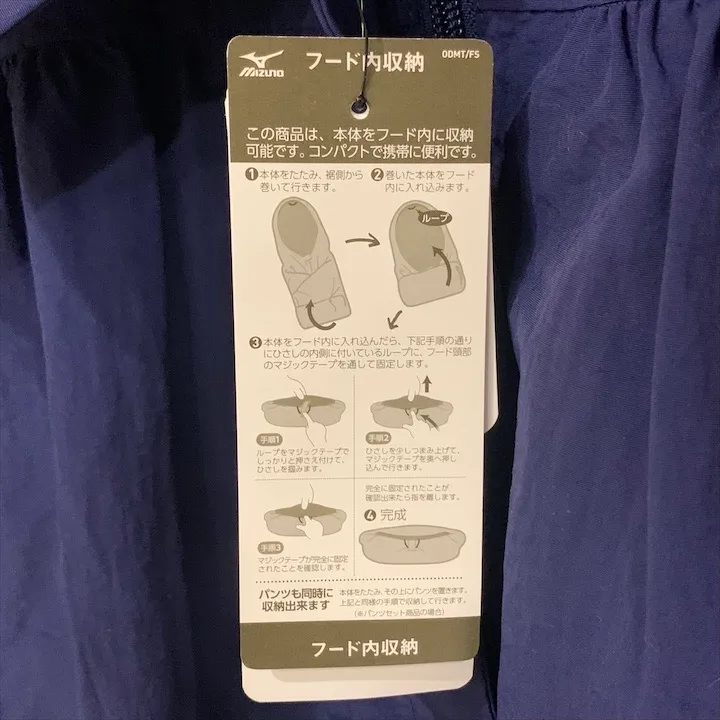 MIZUNO
フード内収納
ODMT/FS
この商品は、本体をフード内に収納
可能です。コンパクトで携帯に便利です。
❶本体をたたみ、裾側から
巻いて行きます。
❷巻いた本体をフード
内に入れ込みます。
ループ
❸本体をフード内に入れ込んだら、下記手順の通り
にひさしの内側に付いているループに、フード頭部
のマジックテープを通して固定します。
手順1
ループをマジックテープで
しっかりと押さえ付けて、
ひさしを掴みます。
手順2
ひさしを少しつまみ上げて、
マジックテープを奥へ押し
込んで行きます。
手順3
マジックテープが完全に固定
されたことを確認します。
完全に固定されたことが
確認出来たら指を離します。
❹完成
パンツも同時に
収納出来ます
本体をたたみ、その上にパンツを置きます。
上記と同様の手順で収納して行きます。
(※パンツセット商品の場合)
フード内収納